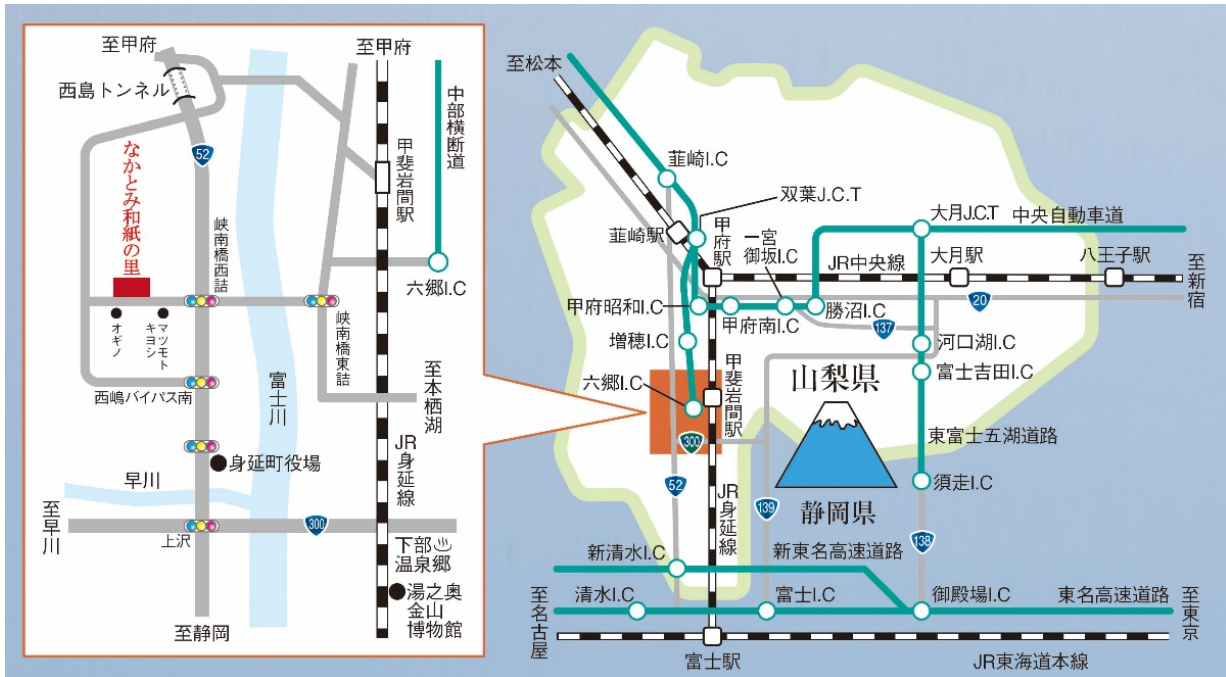 至甲府
西島トンネル
52
なかとみ和紙の里
峡南橋西詰
オギノ
マツモト
キヨシ
西嶋バイパス南
身延町役場
早川
至早川
上沢
300
至静岡
富士川
至甲府
中部横断道
甲斐岩間駅
六郷I.C
峡南橋東詰
至本栖湖
JR身延線
下部♨
温泉郷
湯之奥
金山
博物館
至松本
韮崎I.C
双葉J.C.T
韮崎駅
甲府駅
一宮
御坂I.C
大月J.C.T
中央自動車道
JR中央線
大月駅
八王子駅
至新宿
20
甲府昭和I.C
甲府南I.C
勝沼I.C
137
増穂I.C
河口湖I.C
富士吉田I.C
六郷I.C
甲斐岩間駅
山梨県
300
東富士五湖道路
52
JR身延線
139
静岡県
須走I.C
138
新清水I.C
新東名高速道路
清水I.C
富士I.C
御殿場I.C
東名高速道路
至名古屋
至東京
富士駅
JR東海道本線